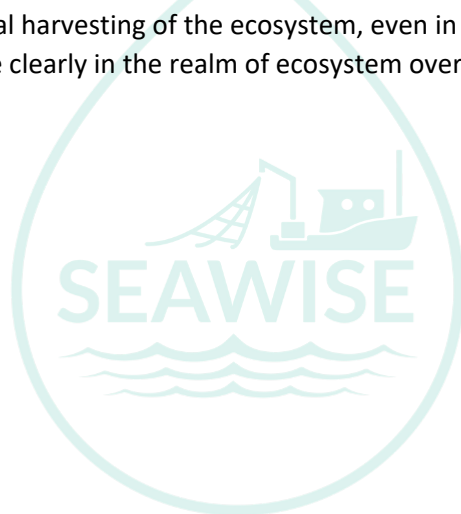 al harvesting of the ecosystem, even in
e clearly in the realm of ecosystem over
SEAWISE